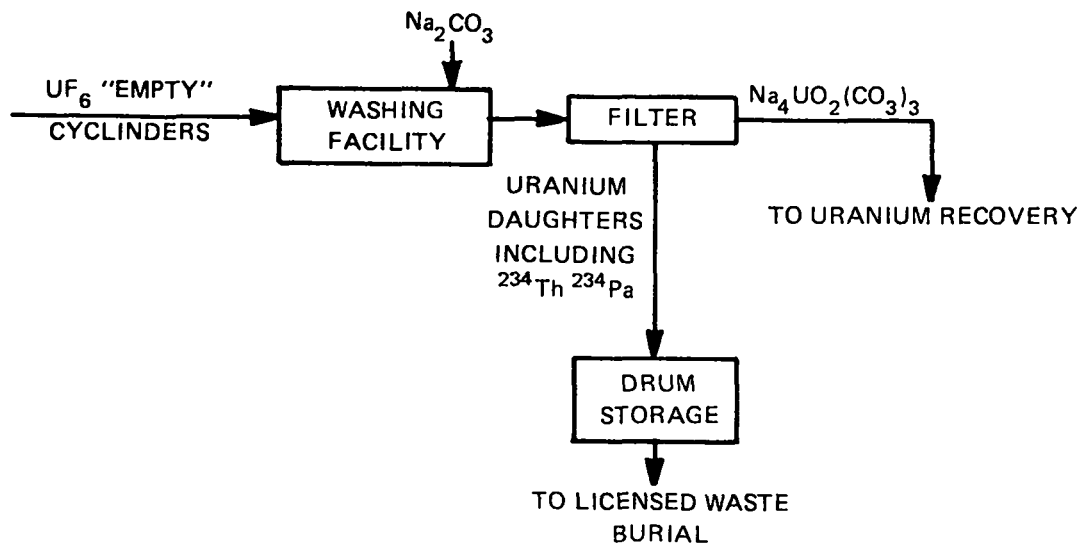 Na₂CO₃
UF₆ "EMPTY"
CYCLINDERS
WASHING
FACILITY
FILTER
Na₄UO₂(CO₃)₃
TO URANIUM RECOVERY
URANIUM
DAUGHTERS
INCLUDING
²³⁴Th ²³⁴Pa
DRUM
STORAGE
TO LICENSED WASTE
BURIAL